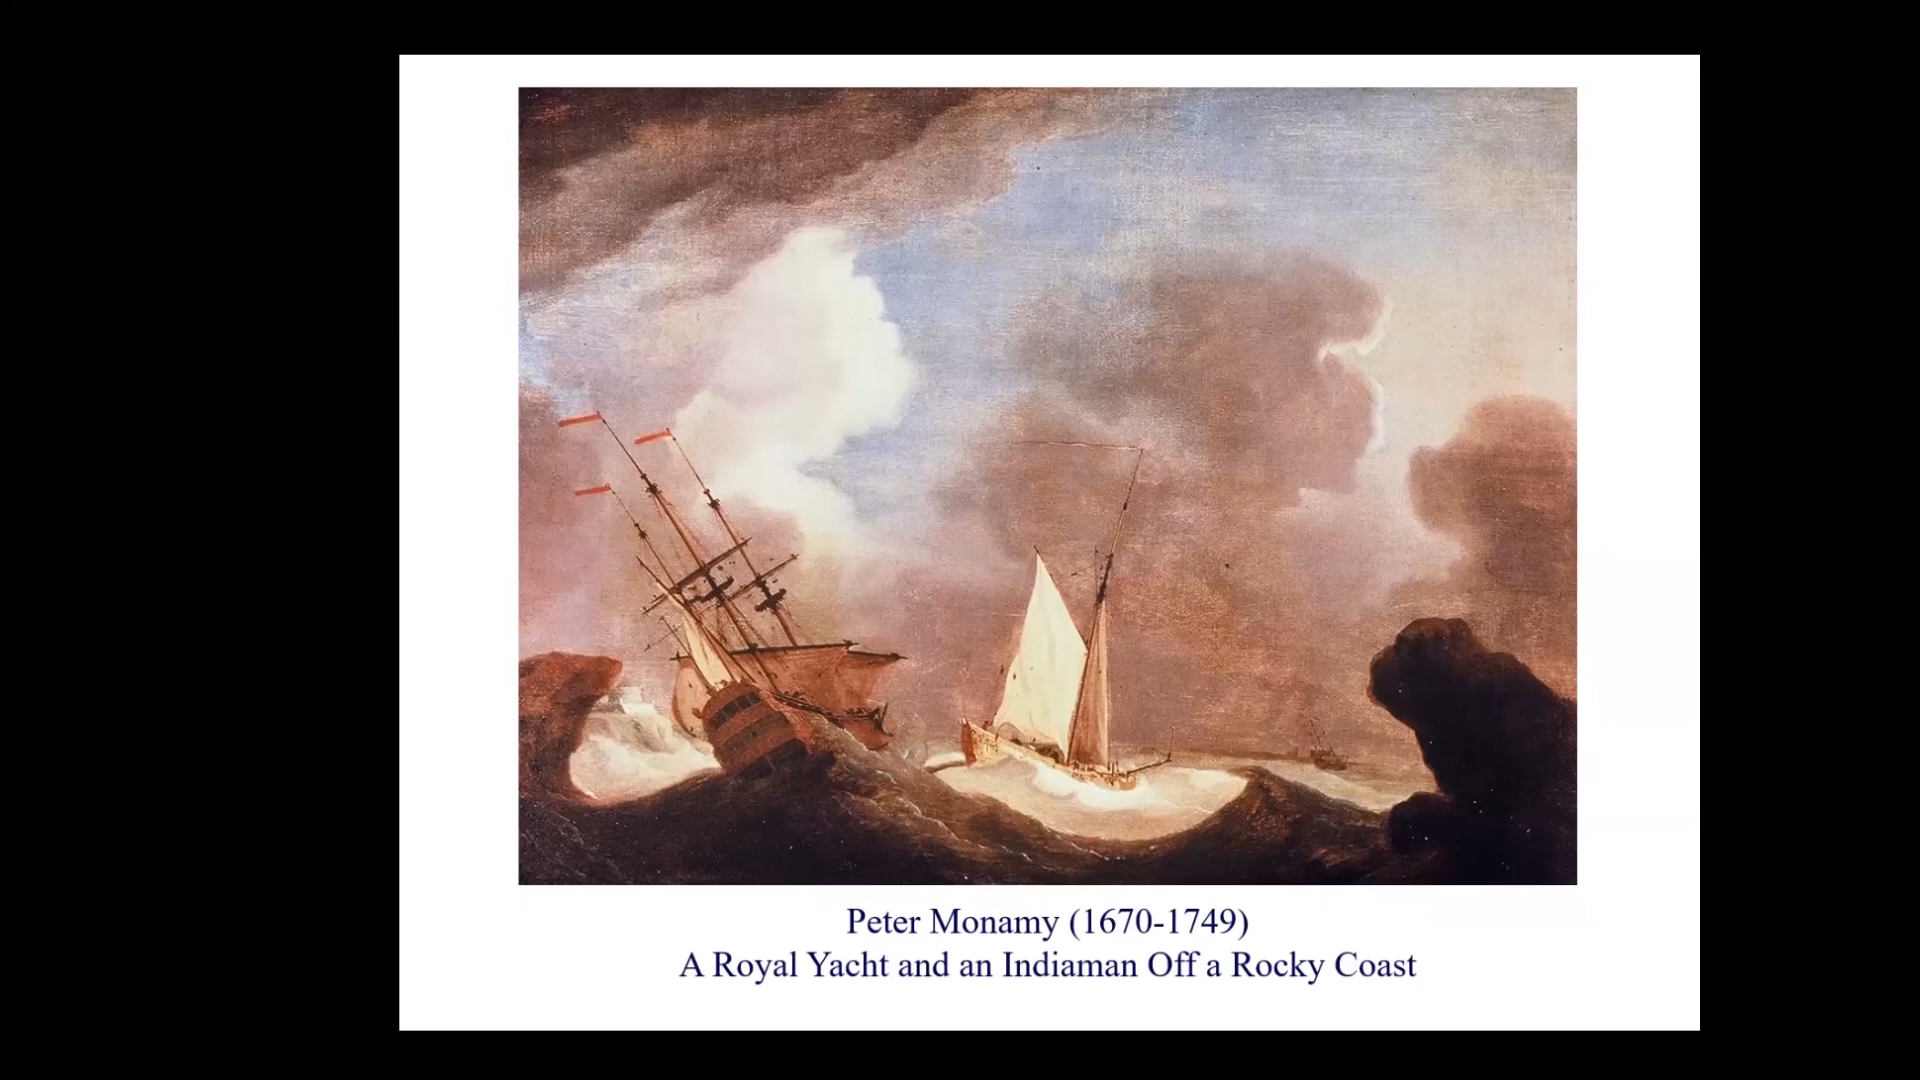 Peter Monamy (1670-1749)
A Royal Yacht and an Indiaman Off a Rocky Coast